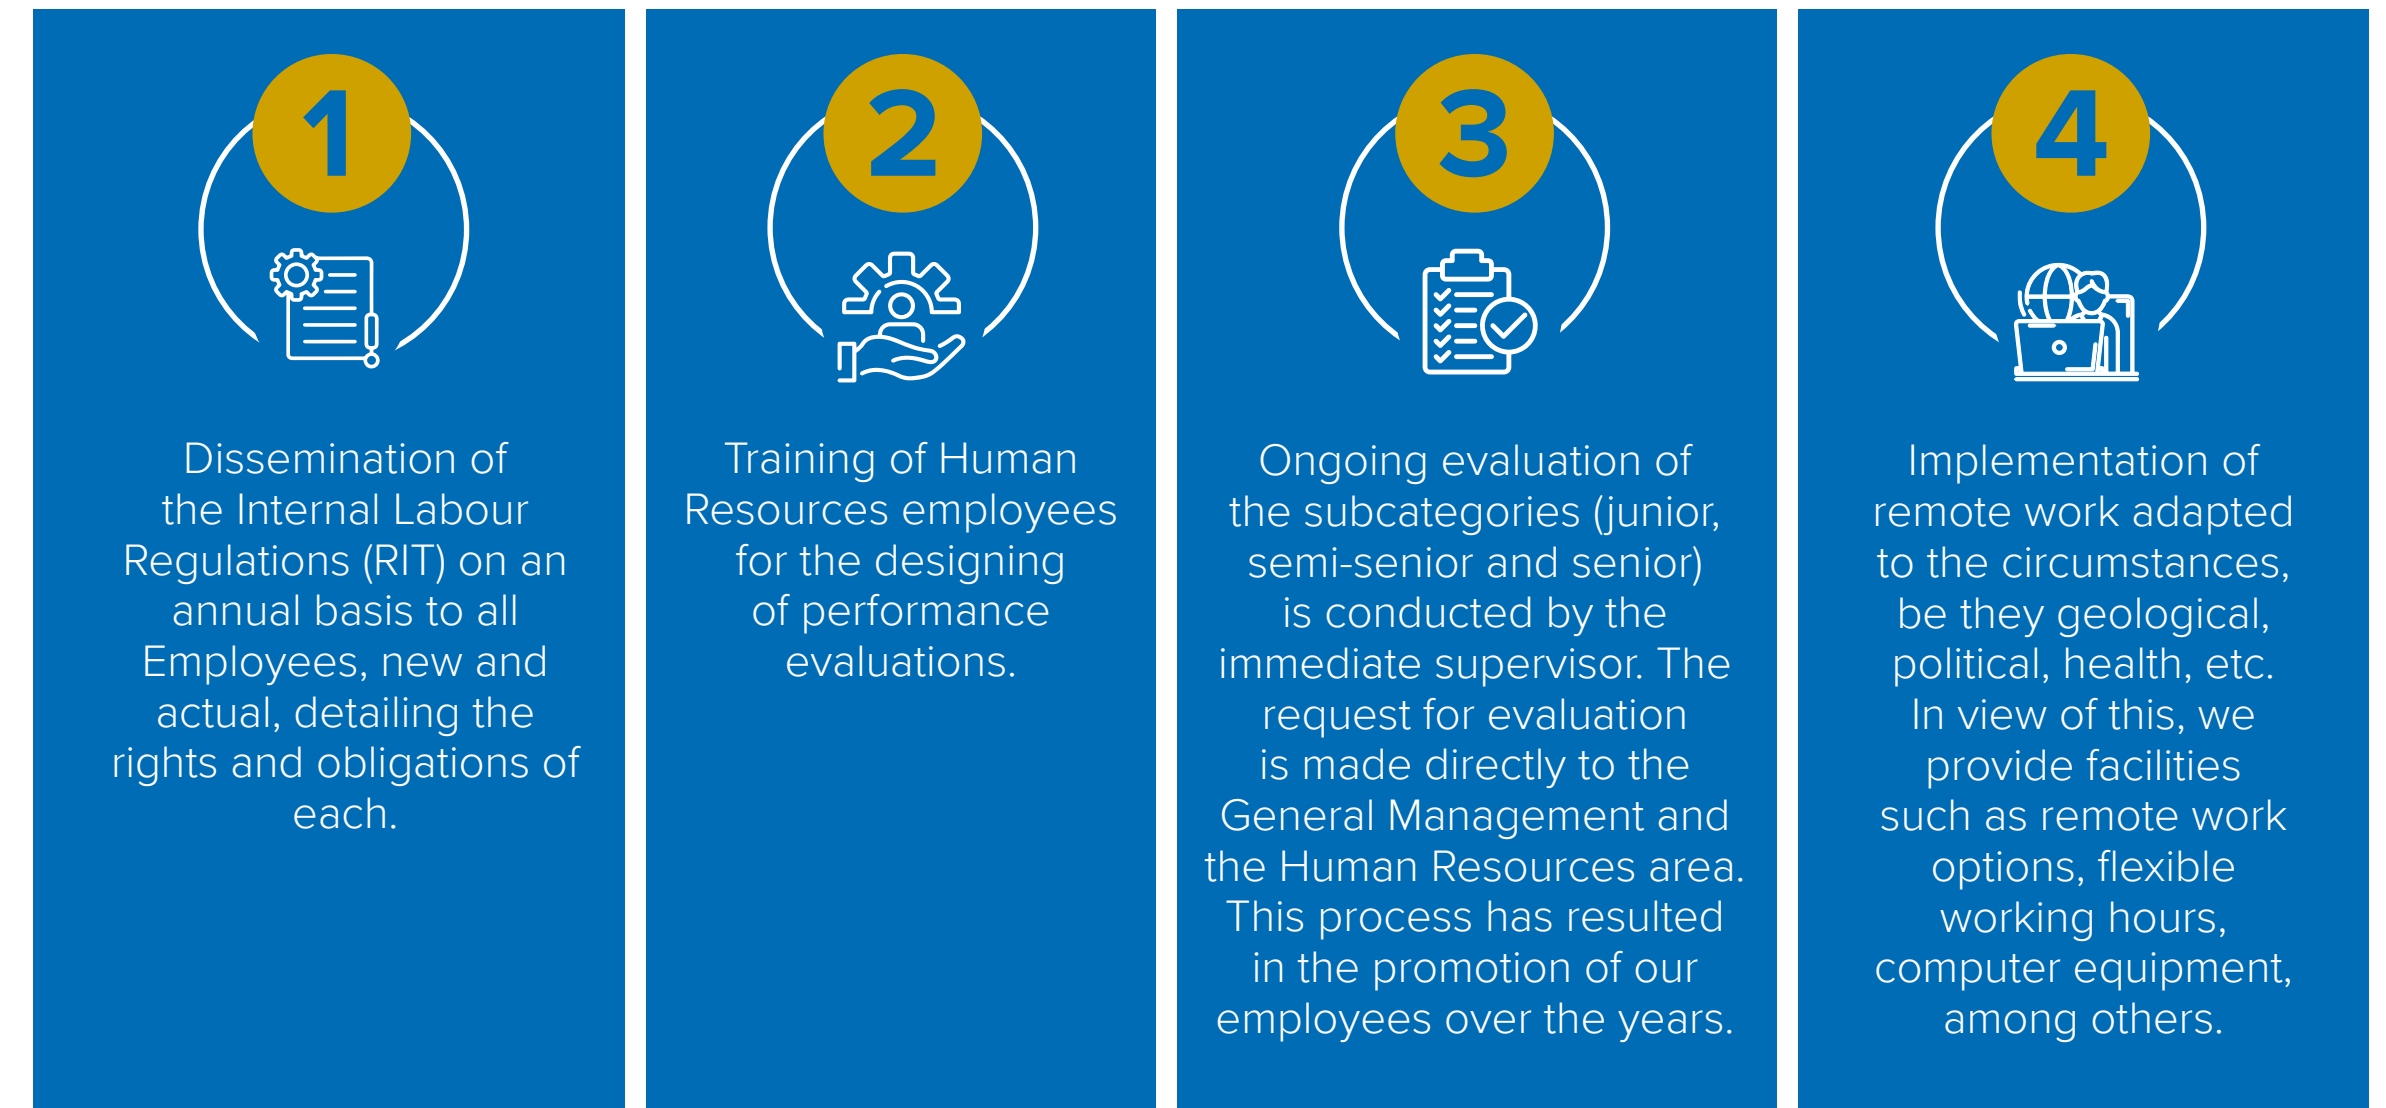 1
Dissemination of
the Internal Labour
Regulations (RIT) on an
annual basis to all
Employees, new and
actual, detailing the
rights and obligations of
each.
2
Training of Human
Resources employees
for the designing
of performance
evaluations.
3
Ongoing evaluation of
the subcategories (junior,
semi-senior and senior)
is conducted by the
immediate supervisor. The
request for evaluation
is made directly to the
General Management and
the Human Resources area.
This process has resulted
in the promotion of our
employees over the years.
4
Implementation of
remote work adapted
to the circumstances,
be they geological,
political, health, etc.
In view of this, we
provide facilities
such as remote work
options, flexible
working hours,
computer equipment,
among others.